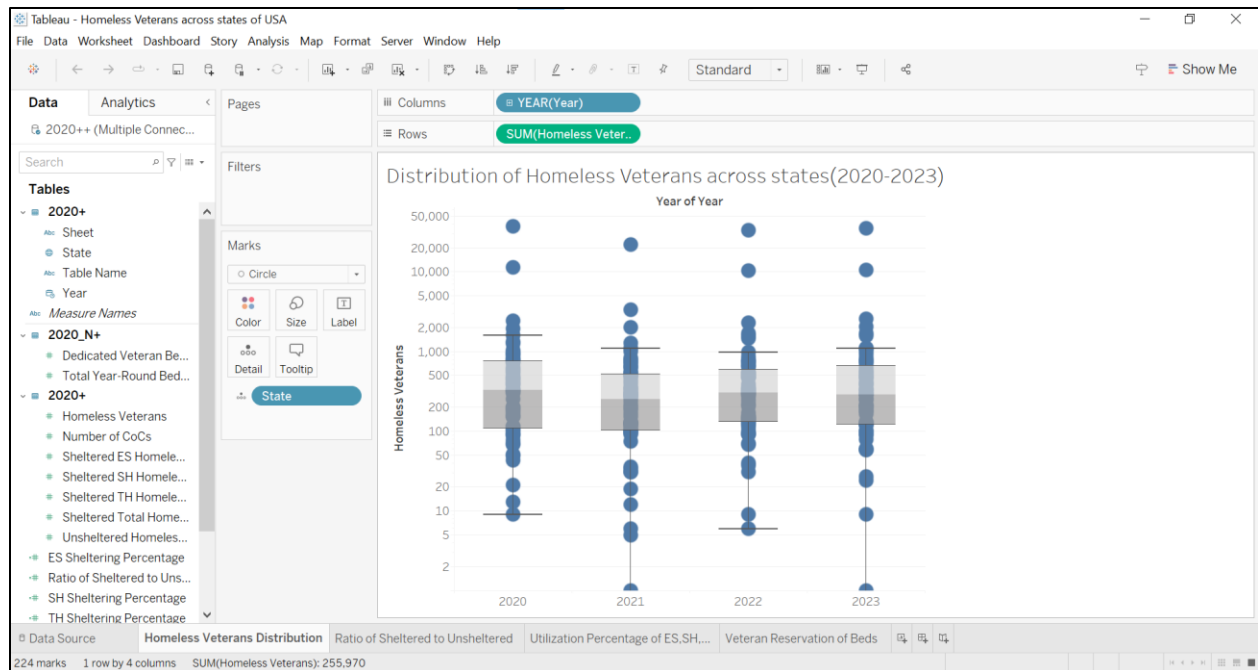 Tableau - Homeless Veterans across states of USA
File Data Worksheet Dashboard Story Analysis Map Format Server Window Help
Standard
Show Me
Data Analytics
2020++ (Multiple Connec...
Search
Tables
2020+
Abc Sheet
State
Abc Table Name
Year
Abc Measure Names
2020_N+
# Dedicated Veteran Be...
# Total Year-Round Bed...
2020+
# Homeless Veterans
# Number of CoCs
# Sheltered ES Homele...
# Sheltered SH Homele...
# Sheltered TH Homele...
# Sheltered Total Home...
# Unsheltered Homeles...
=# ES Sheltering Percentage
=# Ratio of Sheltered to Uns...
=# SH Sheltering Percentage
=# TH Sheltering Percentage
Pages
Filters
Marks
Circle
Color Size Label
Detail Tooltip
State
Columns YEAR(Year)
Rows SUM(Homeless Veter..
Distribution of Homeless Veterans across states(2020-2023)
Year of Year
Homeless Veterans
50,000
20,000
10,000
5,000
2,000
1,000
500
200
100
50
20
10
5
2
2020 2021 2022 2023
Data Source Homeless Veterans Distribution Ratio of Sheltered to Unsheltered Utilization Percentage of ES,SH,... Veteran Reservation of Beds
224 marks 1 row by 4 columns SUM(Homeless Veterans): 255,970